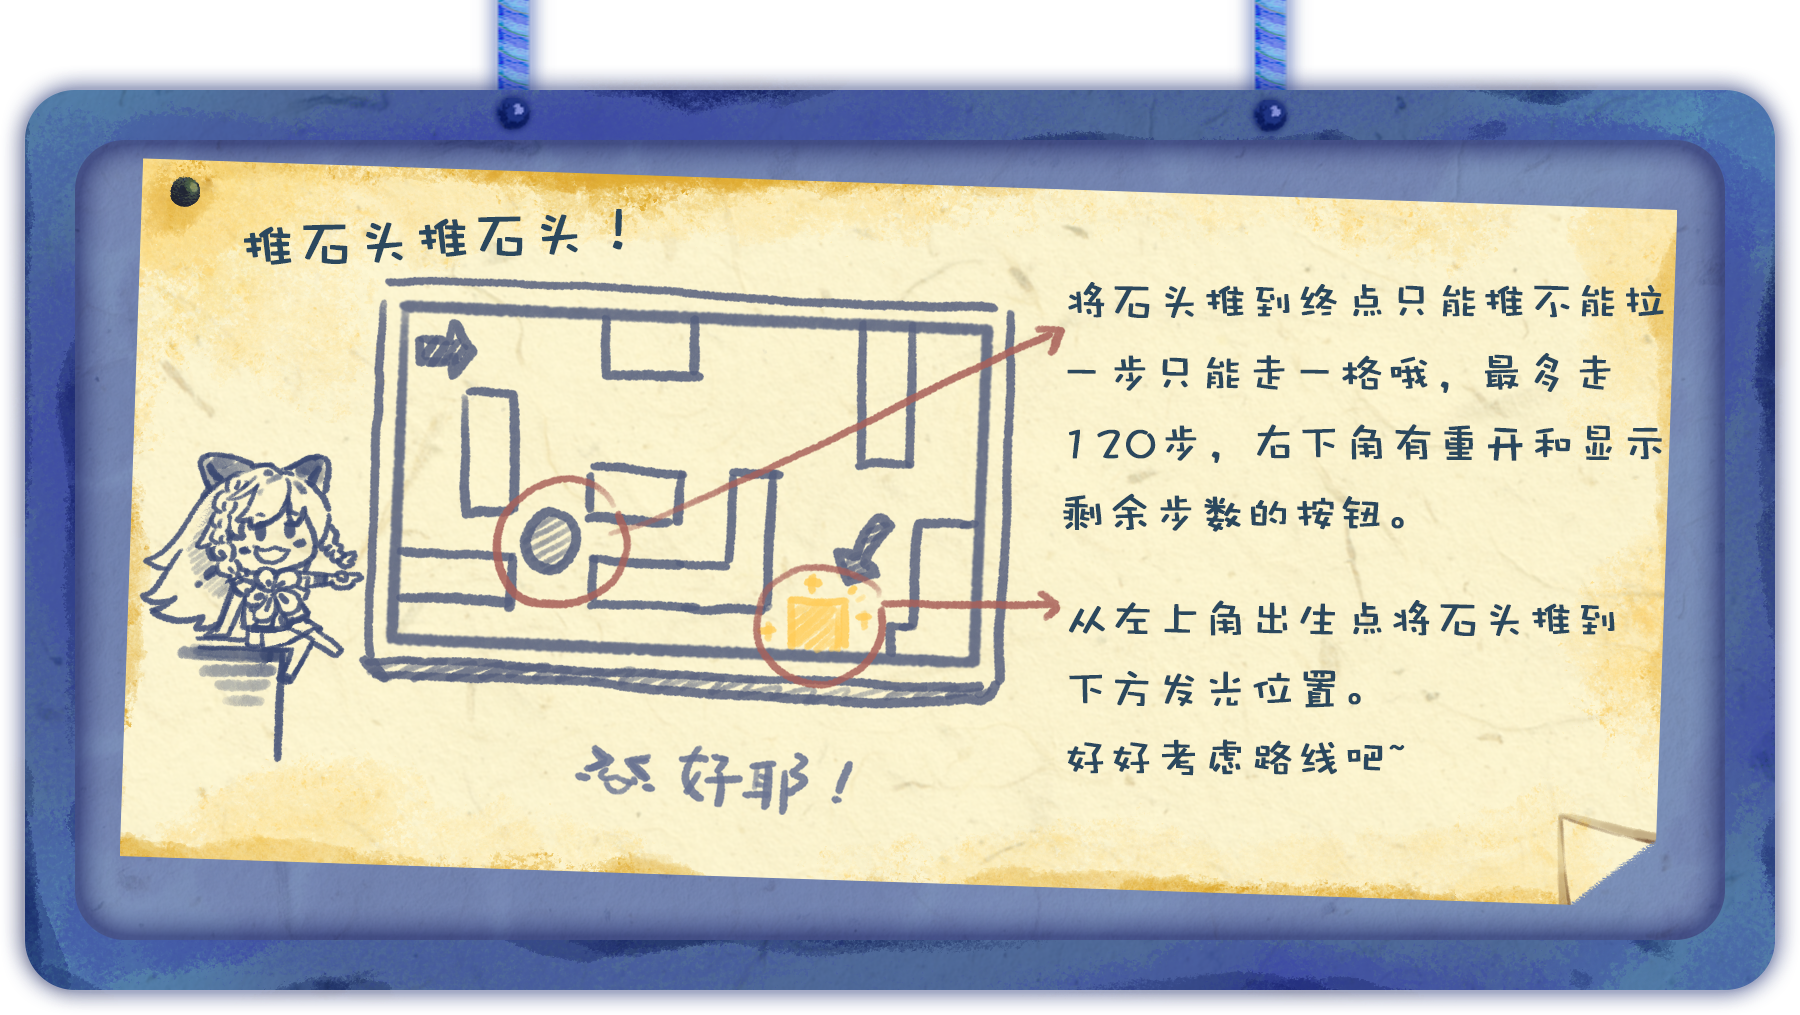 推石头推石头！
将石头推到终点只能推不能拉
一步只能走一格哦，最多走
120步，右下角有重开和显示
剩余步数的按钮。
从左上角出生点将石头推到
下方发光位置。
好好考虑路线吧~
好耶！